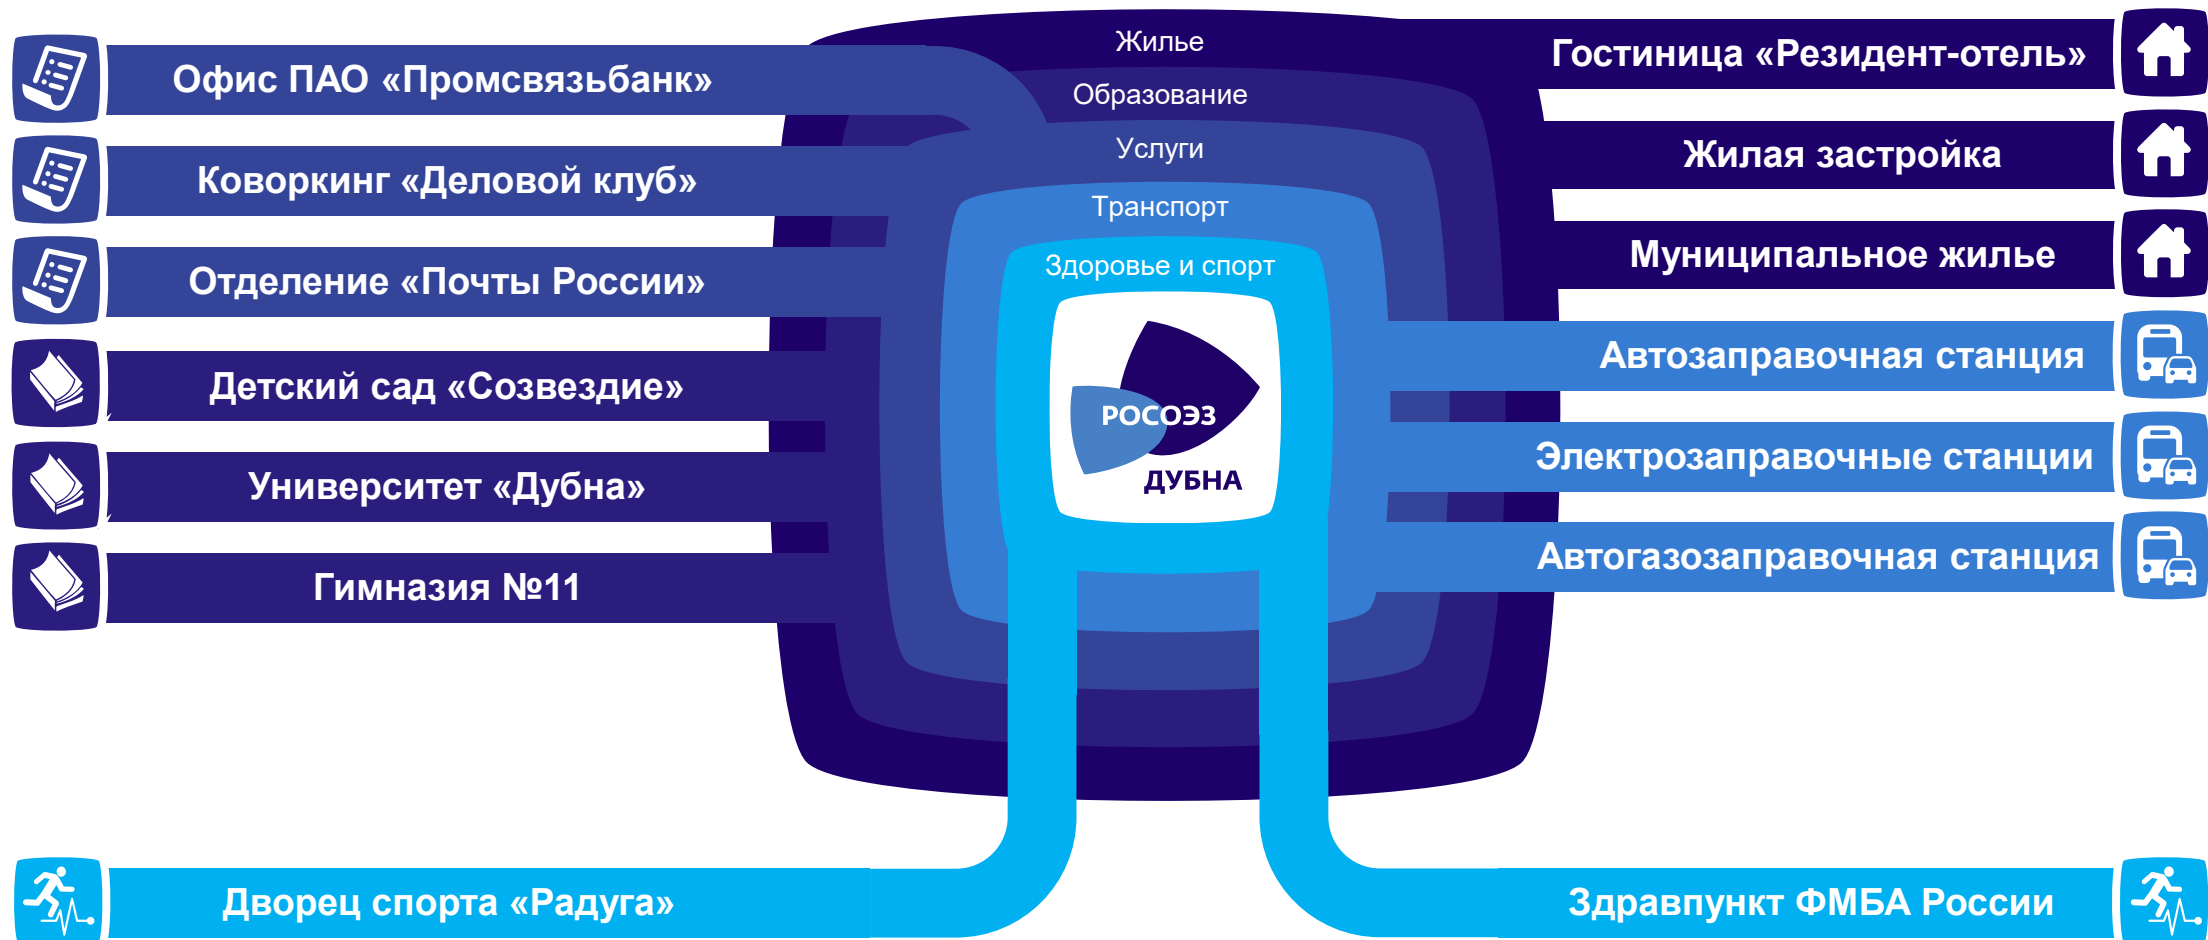 Жилье
Образование
Услуги
Транспорт
Здоровье и спорт
РОСОЭЗ
ДУБНА
Офис ПАО «Промсвязьбанк»
Коворкинг «Деловой клуб»
Отделение «Почты России»
Детский сад «Созвездие»
Университет «Дубна»
Гимназия №11
Дворец спорта «Радуга»
Гостиница «Резидент-отель»
Жилая застройка
Муниципальное жилье
Автозаправочная станция
Электрозаправочные станции
Автогазозаправочная станция
Здравпункт ФМБА России